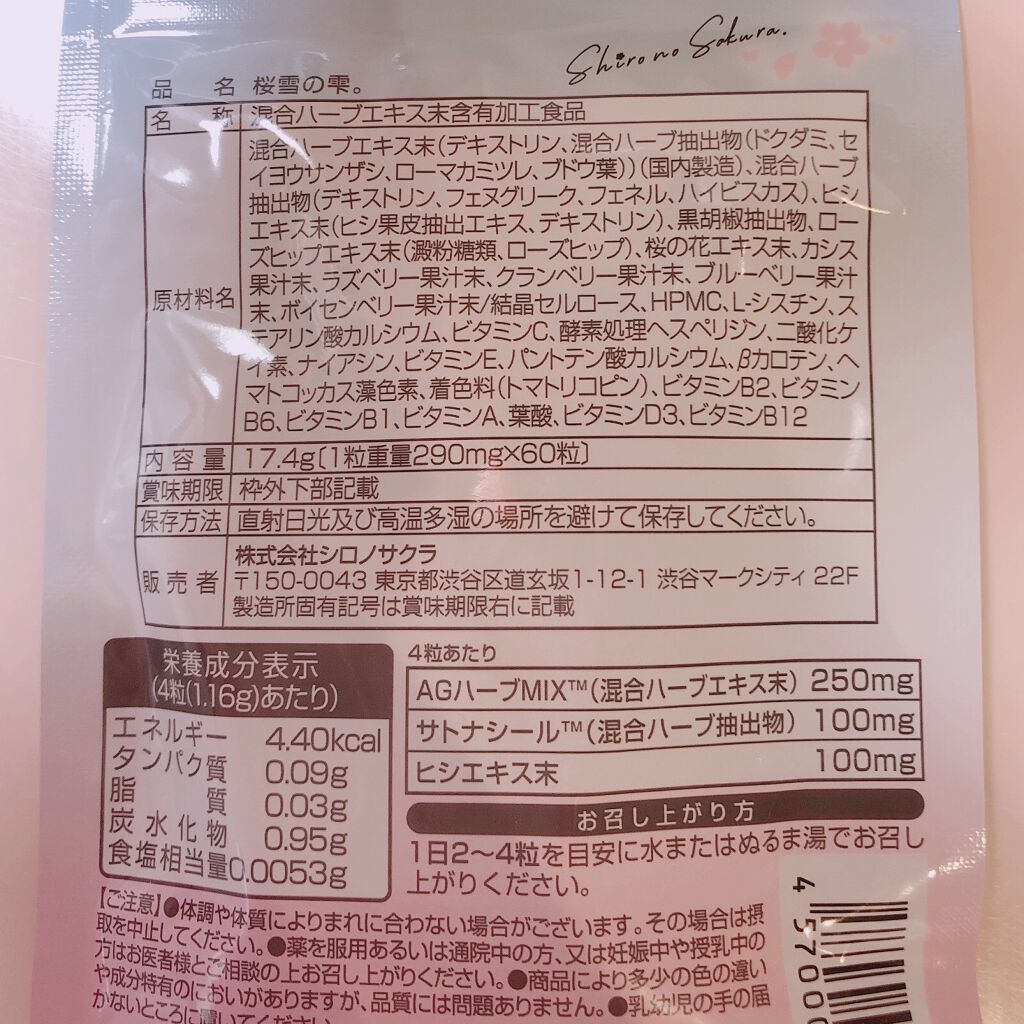 Shiro no Sakura.
品名 桜雪の雫。
名称 混合ハーブエキス末含有加工食品
混合ハーブエキス末(デキストリン、混合ハーブ抽出物(ドクダミ、セ
イヨウサンザシ、ローマカミツレ、ブドウ葉))(国内製造)、混合ハーブ
抽出物(デキストリン、フェヌグリーク、フェネル、ハイビスカス)、ヒシ
エキス末(ヒシ果皮抽出エキス、デキストリン)、黒胡椒抽出物、ロー
ズヒップエキス末(澱粉糖類、ローズヒップ)、桜の花エキス末、カシス
果汁末、ラズベリー果汁末、クランベリー果汁末、ブルーベリー果汁
原材料名 末、ボイセンベリー果汁末/結晶セルロース、HPMC、L-シスチン、ス
テアリン酸カルシウム、ビタミンC、酵素処理ヘスペリジン、二酸化ケ
イ素、ナイアシン、ビタミンE、パントテン酸カルシウム、βカロテン、ヘ
マトコッカス藻色素、着色料(トマトリコピン)、ビタミンB2、ビタミン
B6、ビタミンB1、ビタミンA、葉酸、ビタミンD3、ビタミンB12
内容量 17.4g〔1粒重量290mg×60粒〕
賞味期限 枠外下部記載
保存方法 直射日光及び高温多湿の場所を避けて保存してください。
株式会社シロノサクラ
販売者 〒150-0043 東京都渋谷区道玄坂1-12-1 渋谷マークシティ 22F
製造所固有記号は賞味期限右に記載
栄養成分表示
(4粒(1.16g)あたり)
エネルギー 4.40kcal
タンパク質 0.09g
脂質 0.03g
炭水化物 0.95g
食塩相当量 0.0053g
4粒あたり
AGハーブMIX™(混合ハーブエキス末) 250mg
サトナシール™(混合ハーブ抽出物) 100mg
ヒシエキス末 100mg
お召し上がり方
1日2〜4粒を目安に水またはぬるま湯でお召し
上がりください。
【ご注意】●体調や体質によりまれに合わない場合がございます。その場合は摂
取を中止してください。●薬を服用あるいは通院中の方、又は妊娠中や授乳中の
方はお医者様とご相談の上お召し上がりください。●商品により多少の色の違い
や成分特有のにおいがありますが、品質には問題ありません。●乳幼児の手の届
かないところに置いてください
4 57000